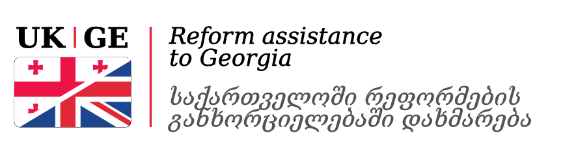 UK | GE
Reform assistance
to Georgia
საქართველოში რეფორმების
განხორციელებაში დახმარება